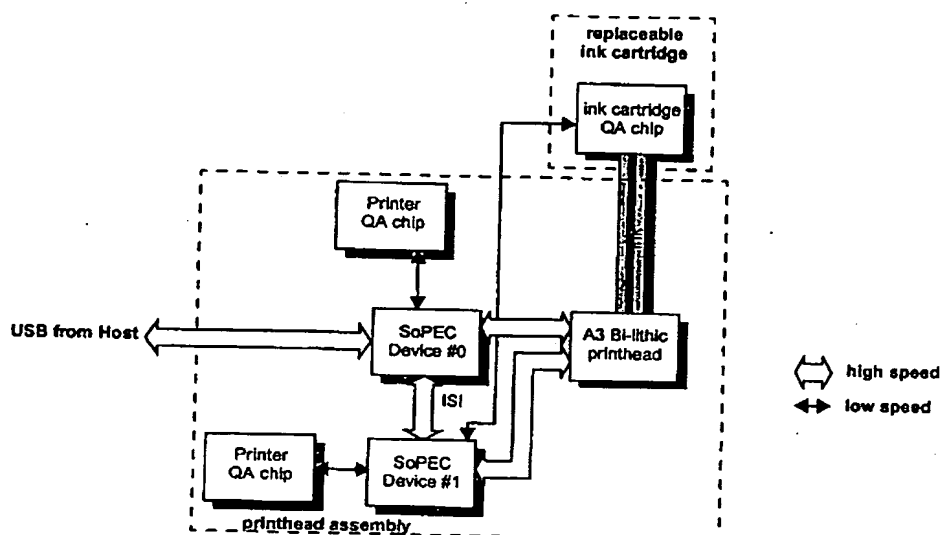 replaceable
ink cartridge
ink cartridge
QA chip
Printer
QA chip
USB from Host
SoPEC
Device #0
A3 Bi-lithic
printhead
high speed
low speed
ISI
Printer
QA chip
SoPEC
Device #1
printhead assembly